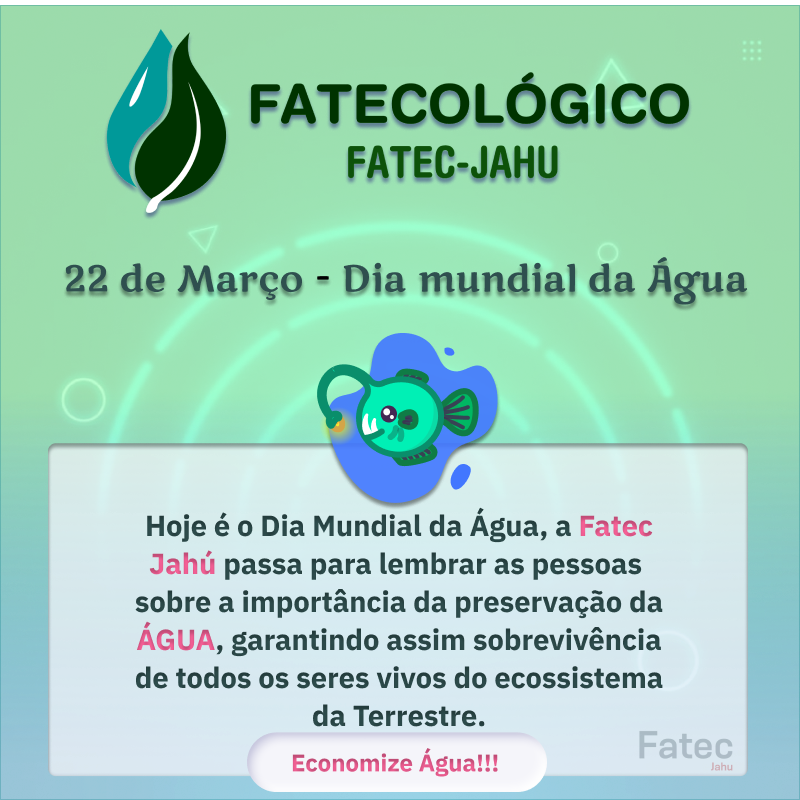 FATECOLÓGICO
FATEC-JAHU
22 de Março - Dia mundial da Água
Hoje é o Dia Mundial da Água, a Fatec
Jahú passa para lembrar as pessoas
sobre a importância da preservação da
ÁGUA, garantindo assim sobrevivência
de todos os seres vivos do ecossistema
da Terrestre.
Fatec
Jahu
Economize Água!!!